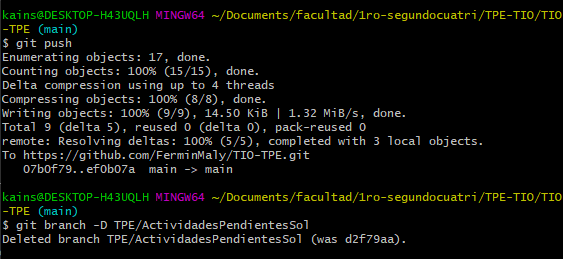 kains@DESKTOP-H43UQLH MINGW64 ~/Documents/facultad/1ro-segundocuatri/TPE-TIO/TIO
-TPE (main)
$ git push
Enumerating objects: 17, done.
Counting objects: 100% (15/15), done.
Delta compression using up to 4 threads
Compressing objects: 100% (8/8), done.
Writing objects: 100% (9/9), 14.50 KiB | 1.32 MiB/s, done.
Total 9 (delta 5), reused 0 (delta 0), pack-reused 0
remote: Resolving deltas: 100% (5/5), completed with 3 local objects.
To https://github.com/FerminMaly/TIO-TPE.git
   07b0f79..ef0b07a  main -> main
kains@DESKTOP-H43UQLH MINGW64 ~/Documents/facultad/1ro-segundocuatri/TPE-TIO/TIO
-TPE (main)
$ git branch -D TPE/ActividadesPendientesSol
Deleted branch TPE/ActividadesPendientesSol (was d2f79aa).